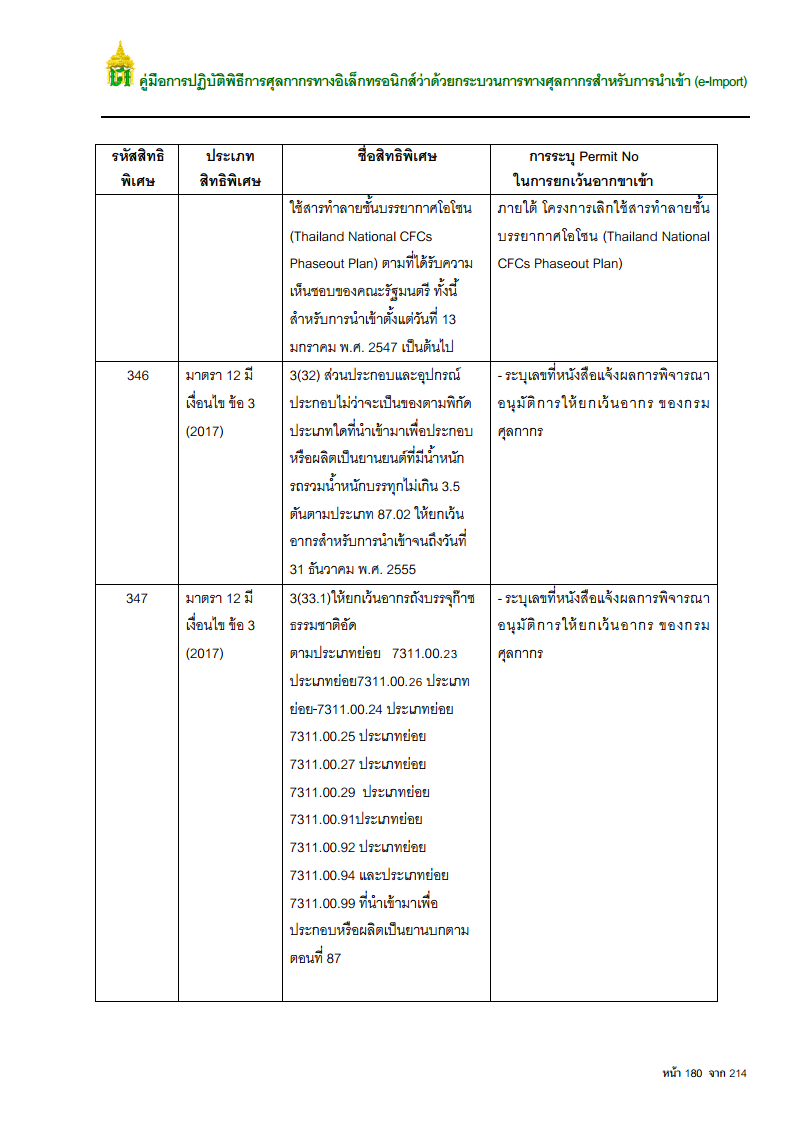 คู่มือการปฏิบัติพิธีการศุลกากรทางอิเล็กทรอนิกส์ว่าด้วยกระบวนการทางศุลกากรสำหรับการนำเข้า (e-Import)
รหัสสิทธิ
พิเศษ
ประเภท
สิทธิพิเศษ
ชื่อสิทธิพิเศษ
การระบุ Permit No
ในการยกเว้นอากขาเข้า
ใช้สารทำลายชั้นบรรยากาศโอโซน
(Thailand National CFCs
Phaseout Plan) ตามที่ได้รับความ
เห็นชอบของคณะรัฐมนตรี ทั้งนี้
สำหรับการนำเข้าตั้งแต่วันที่ 13
มกราคม พ.ศ. 2547 เป็นต้นไป
ภายใต้ โครงการเลิกใช้สารทำลายชั้น
บรรยากาศโอโซน (Thailand National
CFCs Phaseout Plan)
346
มาตรา 12 มี
เงื่อนไข ข้อ 3
(2017)
3(32) ส่วนประกอบและอุปกรณ์
ประกอบไม่ว่าจะเป็นของตามพิกัด
ประเภทใดที่นำเข้ามาเพื่อประกอบ
หรือผลิตเป็นยานยนต์ที่มีน้ำหนัก
รถรวมน้ำหนักบรรทุกไม่เกิน 3.5
ตันตามประเภท 87.02 ให้ยกเว้น
อากรสำหรับการนำเข้าจนถึงวันที่
31 ธันวาคม พ.ศ. 2555
- ระบุเลขที่หนังสือแจ้งผลการพิจารณา
อนุมัติการให้ยกเว้นอากร ของกรม
ศุลกากร
347
มาตรา 12 มี
เงื่อนไข ข้อ 3
(2017)
3(33.1)ให้ยกเว้นอากรถังบรรจุก๊าซ
ธรรมชาติอัด
ตามประเภทย่อย 7311.00.23
ประเภทย่อย7311.00.26 ประเภท
ย่อย-7311.00.24 ประเภทย่อย
7311.00.25 ประเภทย่อย
7311.00.27 ประเภทย่อย
7311.00.29 ประเภทย่อย
7311.00.91ประเภทย่อย
7311.00.92 ประเภทย่อย
7311.00.94 และประเภทย่อย
7311.00.99 ที่นำเข้ามาเพื่อ
ประกอบหรือผลิตเป็นยานบกตาม
ตอนที่ 87
- ระบุเลขที่หนังสือแจ้งผลการพิจารณา
อนุมัติการให้ยกเว้นอากร ของกรม
ศุลกากร
หน้า 180 จาก 214